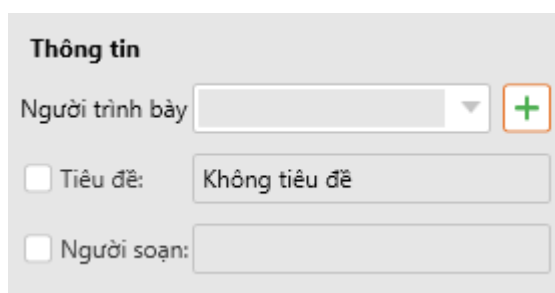 Thông tin
Người trình bày
Tiêu đề: Không tiêu đề
Người soạn: